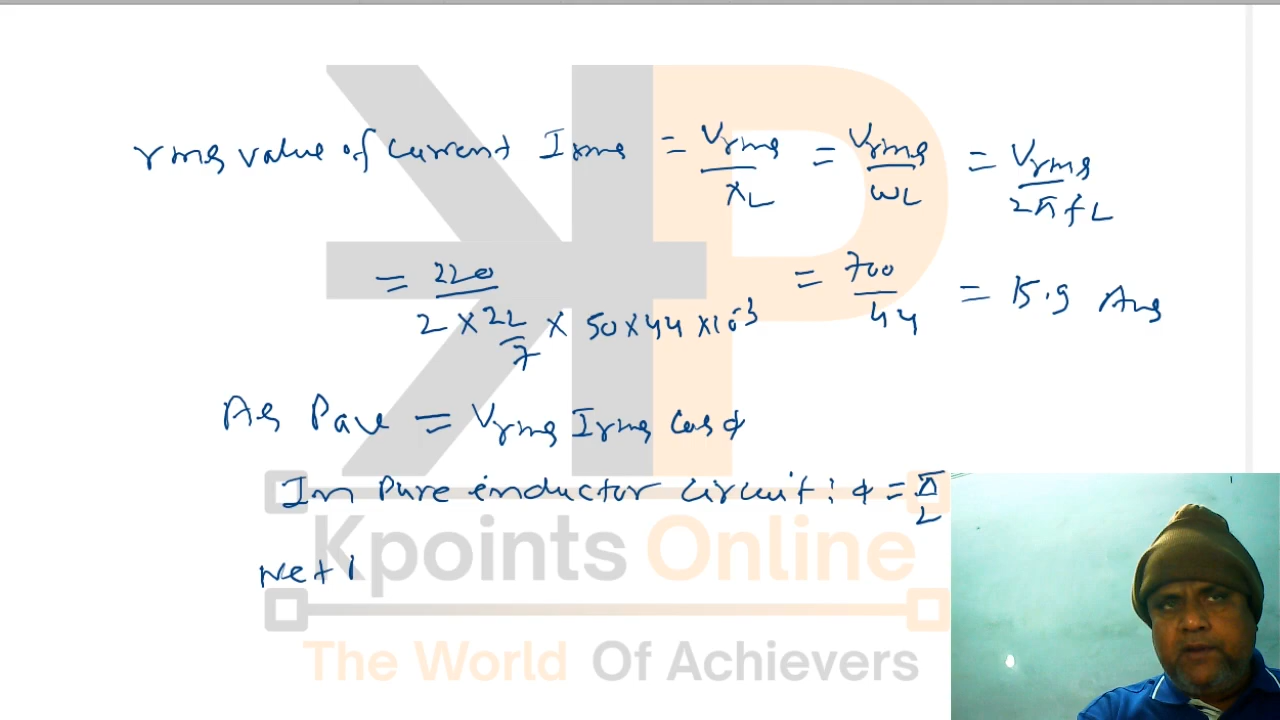 rms value of current Irms = Vrms / XL = Vrms / ωL = Vrms / 2πfL
= 220 / 2 × 22/7 × 50 × 44 × 10^-3 = 700 / 44 = 15.9 Ans
As Pave = Vrms Irms cos φ
In Pure inductor circuit : φ = π/2
Net
Kpoints Online
The World Of Achievers